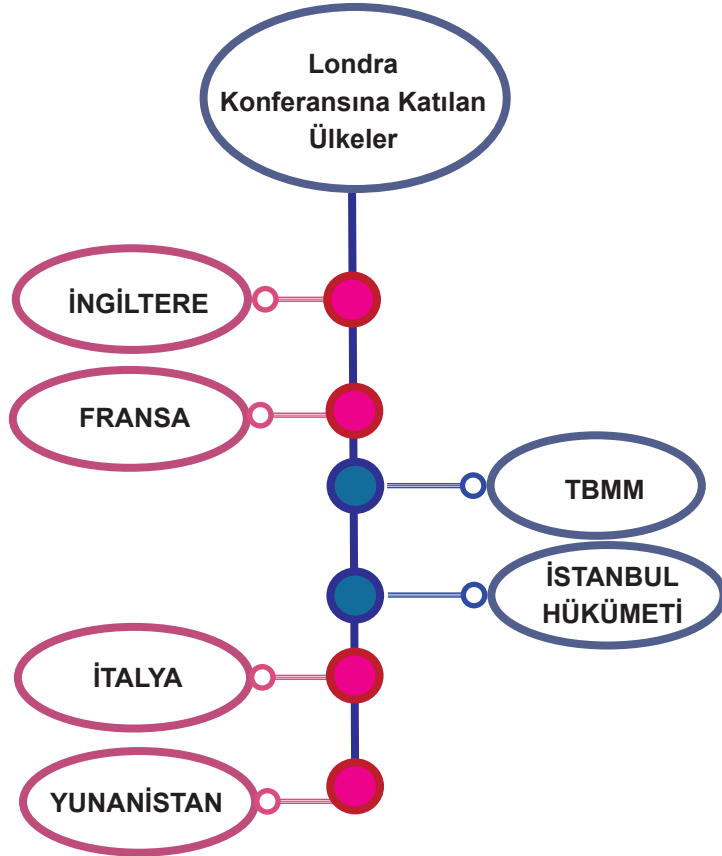 Londra
Konferansına Katılan
Ülkeler
İNGİLTERE
FRANSA
TBMM
İSTANBUL
HÜKÜMETİ
İTALYA
YUNANİSTAN